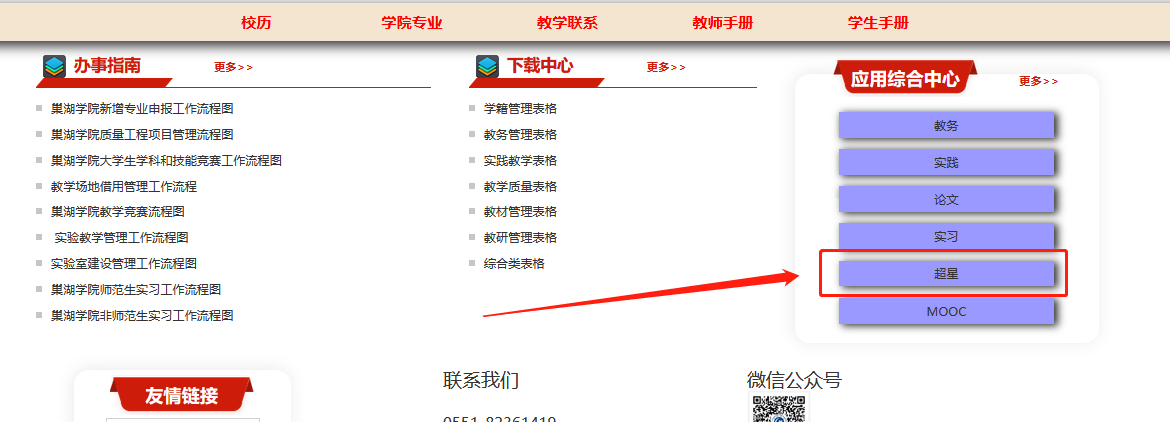 校历 学院专业 教学联系 教师手册 学生手册
办事指南 更多>>
巢湖学院新增专业申报工作流程图
巢湖学院质量工程项目管理流程图
巢湖学院大学生学科和技能竞赛工作流程图
教学场地借用管理工作流程
巢湖学院教学竞赛流程图
实验教学管理工作流程图
实验室建设管理工作流程图
巢湖学院师范生实习工作流程图
巢湖学院非师范生实习工作流程图
下载中心 更多>>
学籍管理表格
教务管理表格
实践教学表格
教学质量表格
教材管理表格
教研管理表格
综合类表格
应用综合中心 更多>>
教务
实践
论文
实习
超星
MOOC
友情链接
联系我们
0551-82361419
微信公众号